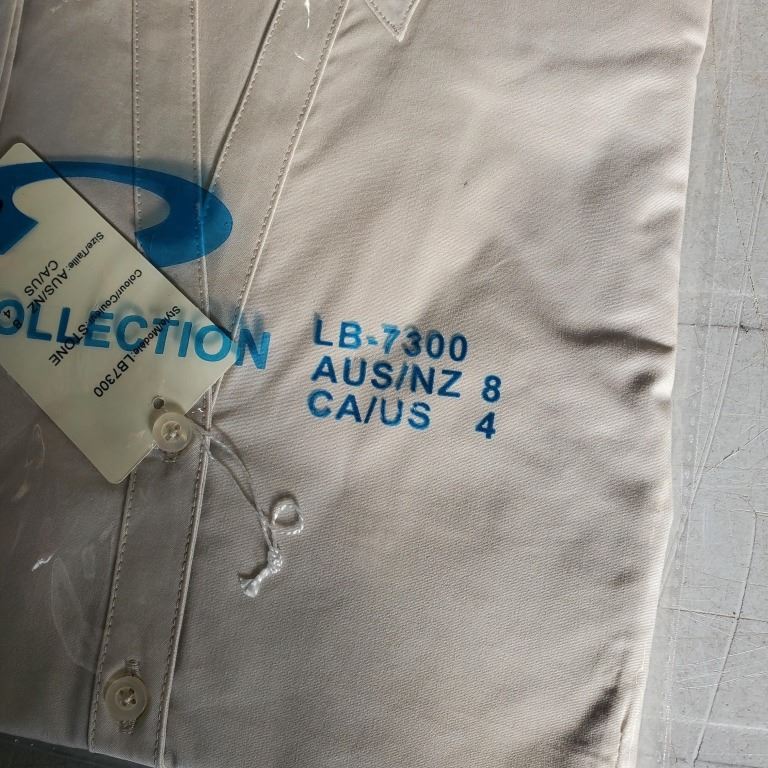 OLLECTION
LB-7300
AUS/NZ 8
CA/US 4
Style/Modele:LB7300
Colour/Couleur:STONE
Size/Taille:AUS/NZ 8
CA/US 4